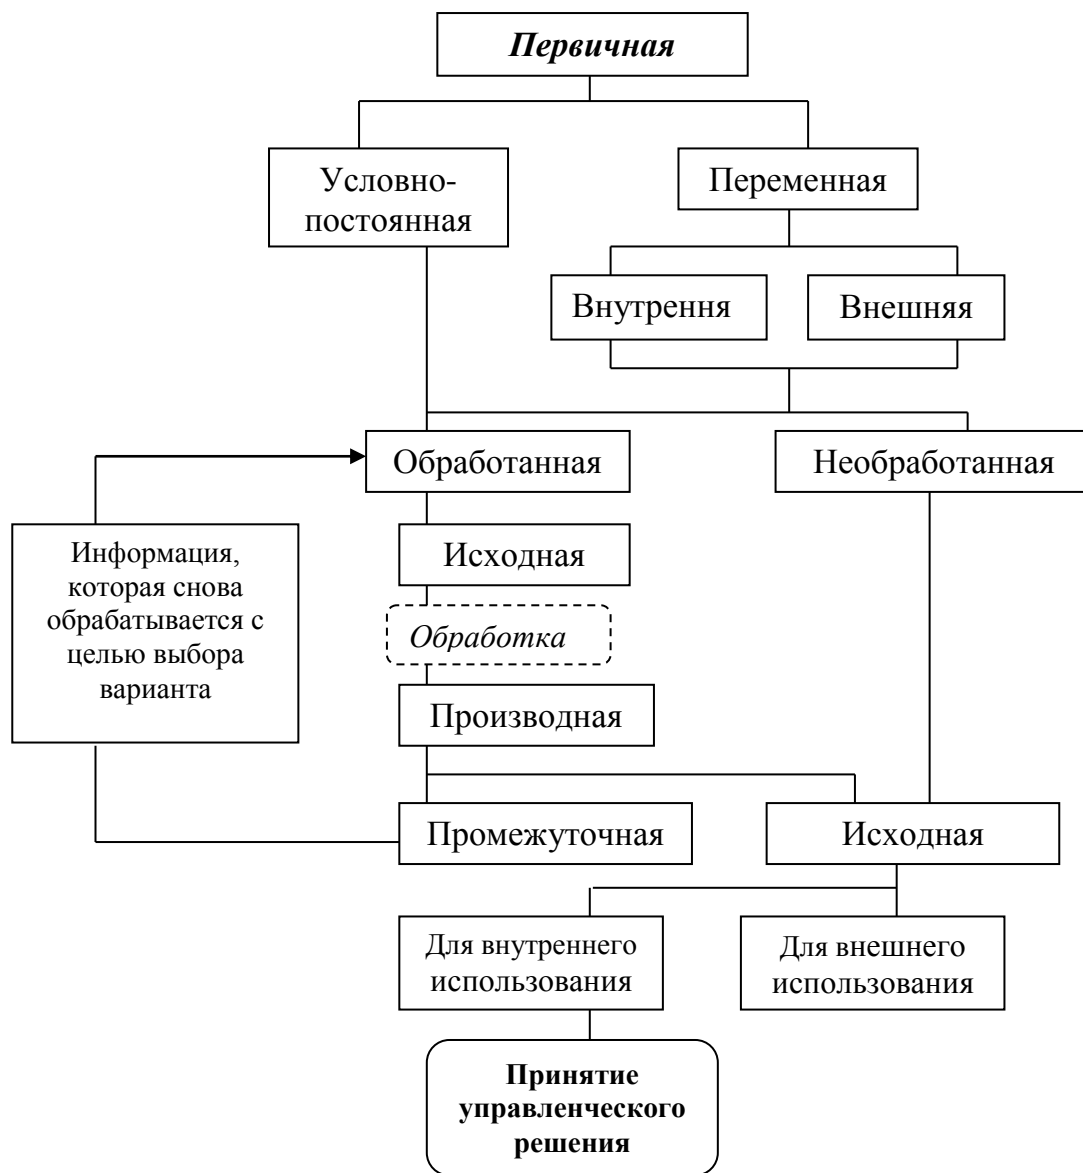 Первичная
Условно-
постоянная
Переменная
Внутрення
Внешняя
Обработанная
Необработанная
Информация,
которая снова
обрабатывается с
целью выбора
варианта
Исходная
Обработка
Производная
Промежуточная
Исходная
Для внутреннего
использования
Для внешнего
использования
Принятие
управленческого
решения